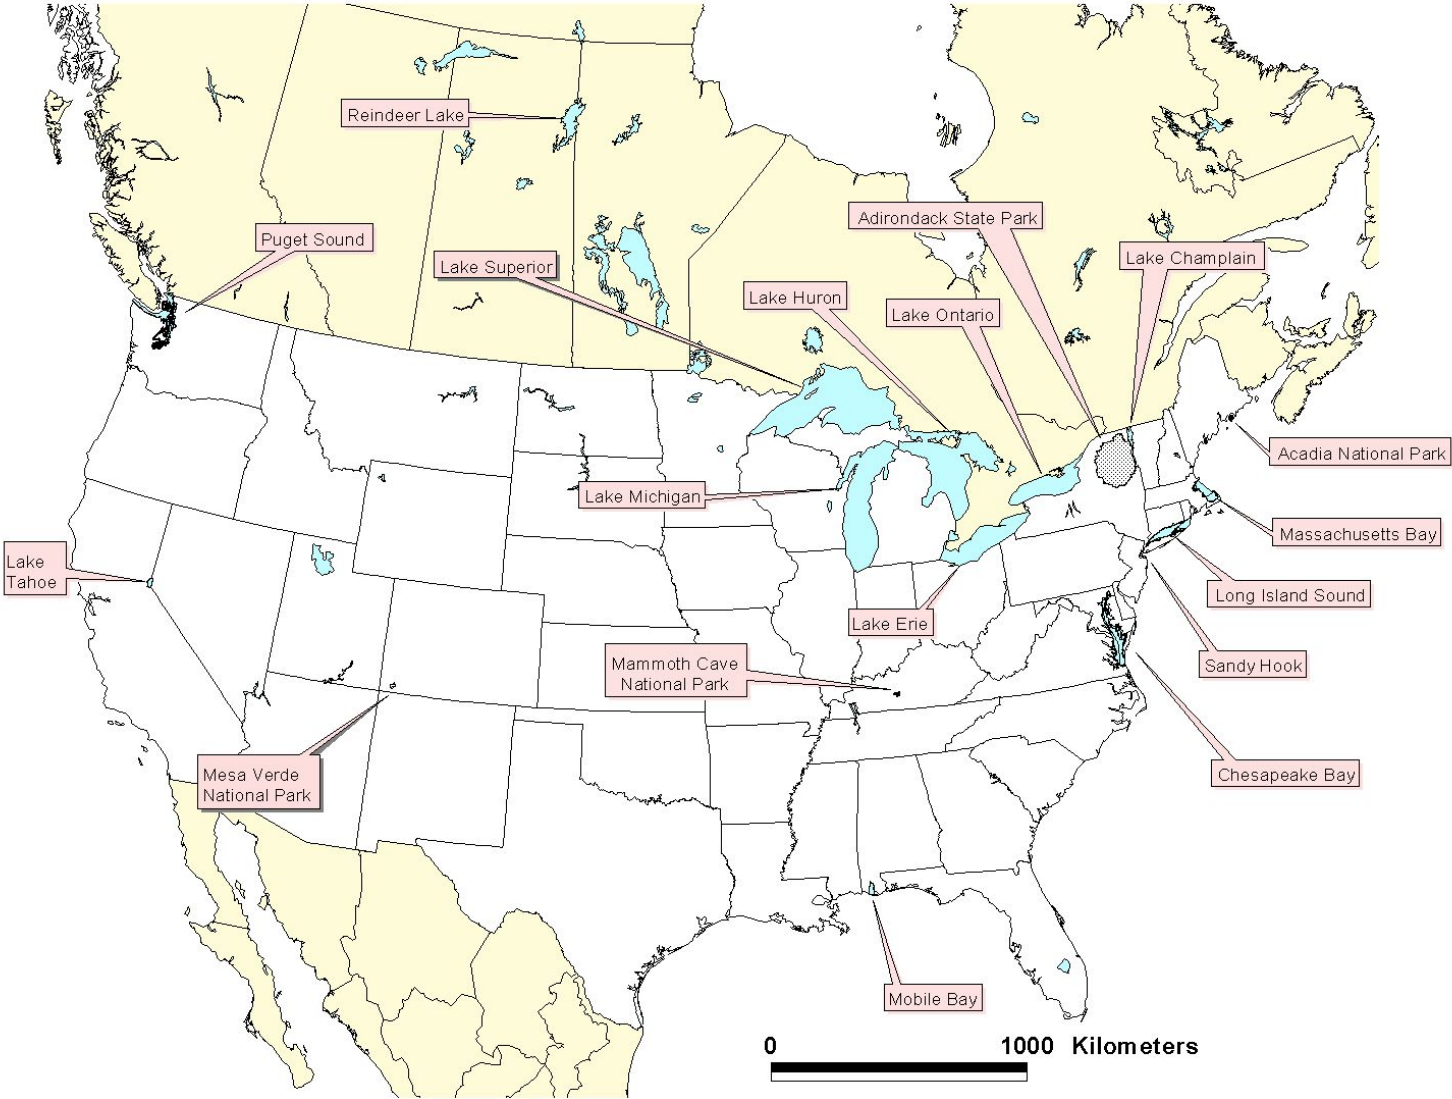 Reindeer Lake
Adirondack State Park
Puget Sound
Lake Champlain
Lake Superior
Lake Huron
Lake Ontario
Acadia National Park
Lake Michigan
Massachusetts Bay
Lake
Tahoe
Long Island Sound
Lake Erie
Mammoth Cave
National Park
Sandy Hook
Mesa Verde
National Park
Chesapeake Bay
Mobile Bay
0 1000 Kilometers